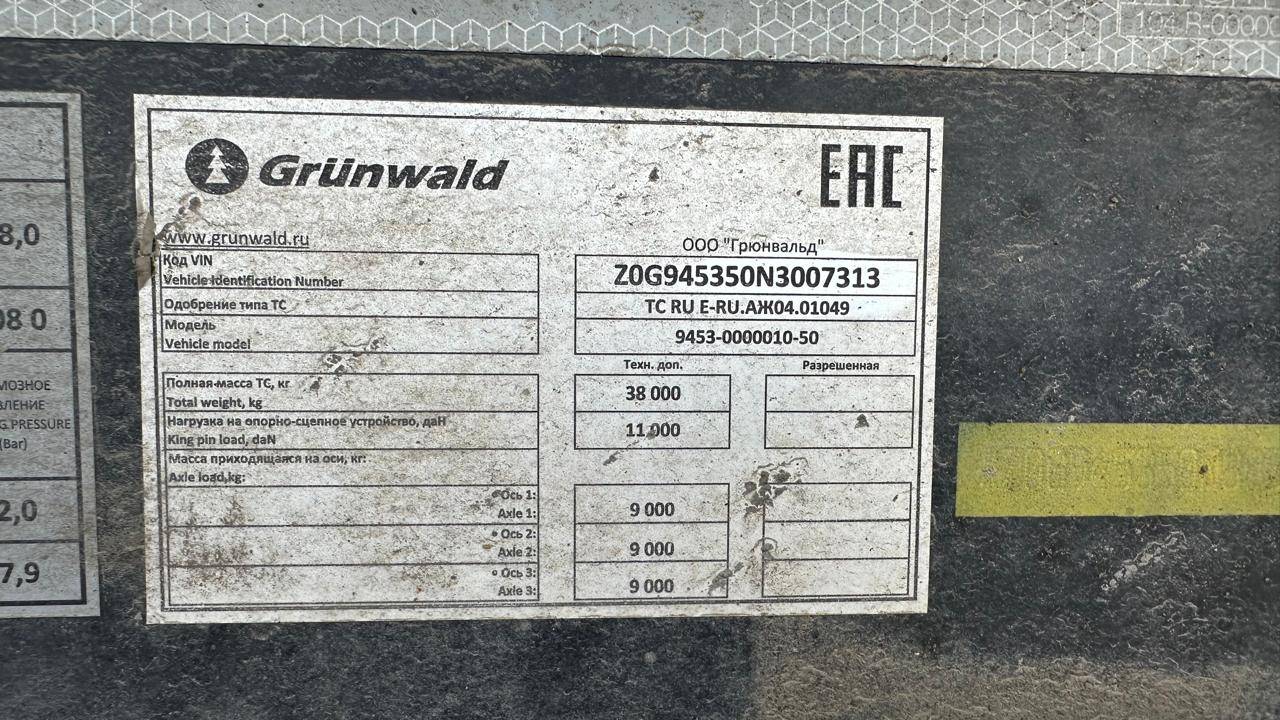 104 R-0000
8,0
08 0
МОЗНОЕ
ВЛЕНИЕ
G.PRESSURE
(Bar)
2,0
7,9
Grünwald
EAC
www.grunwald.ru
ООО "Грюнвальд"
Код VIN
Vehicle Identification Number
Z0G945350N3007313
Одобрение типа ТС
ТС RU E-RU.АЖ04.01049
Модель
Vehicle model
9453-0000010-50
Техн. доп.
Разрешенная
Полная масса ТС, кг
Total weight, kg
38 000
Нагрузка на опорно-сцепное устройство, даН
King pin load, daN
11 000
Масса приходящаяся на оси, кг:
Axle load,kg:
Ось 1:
Axle 1:
9 000
Ось 2:
Axle 2:
9 000
Ось 3:
Axle 3:
9 000